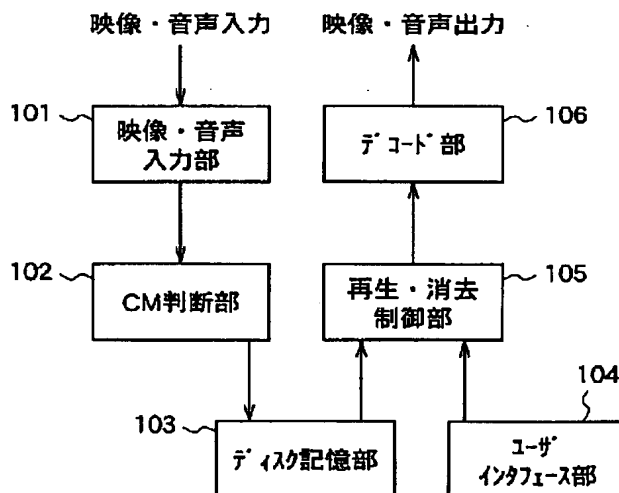 映像・音声入力
映像・音声出力
101
映像・音声
入力部
106
デコード部
102
CM判断部
105
再生・消去
制御部
103
ディスク記憶部
104
ユーザ
インタフェース部